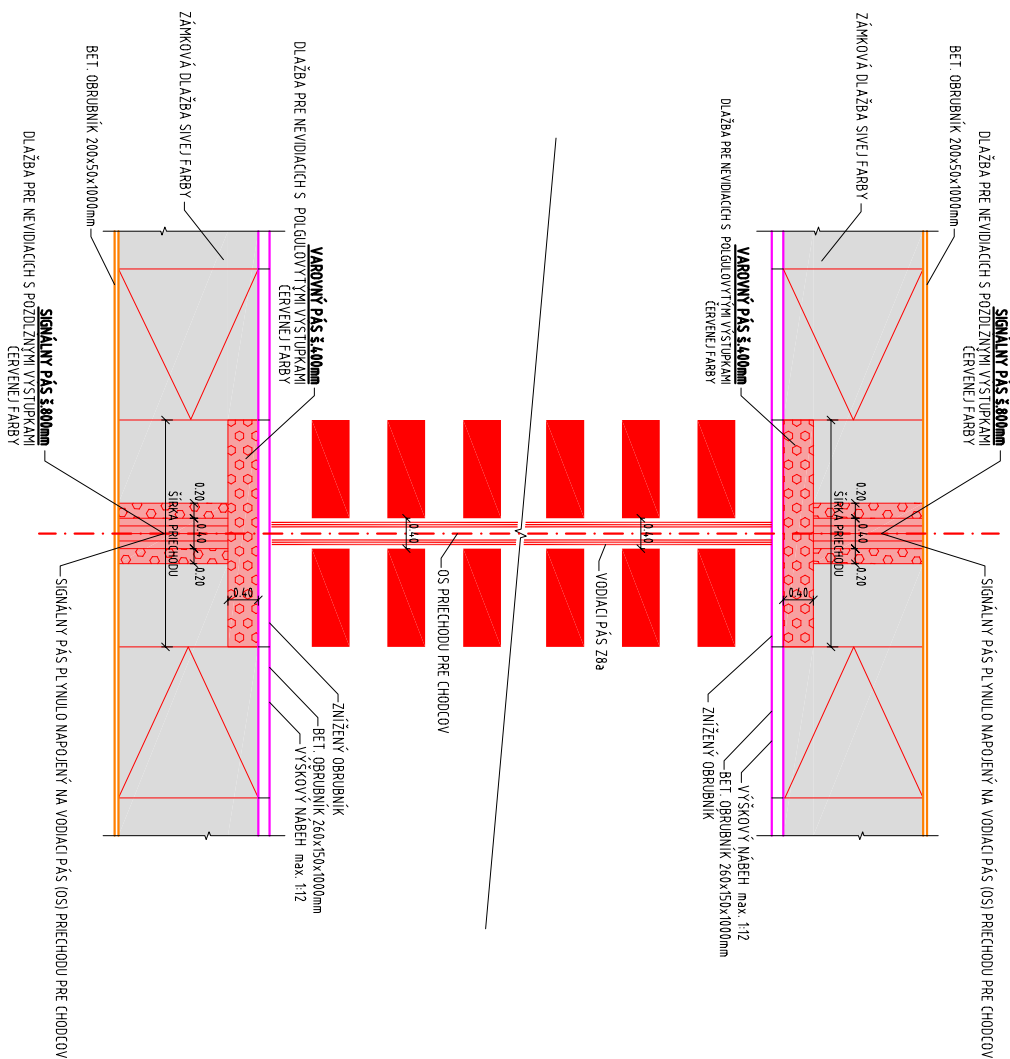 SIGNÁLNY PÁS š.800mm
DLAŽBA PRE NEVIDIACICH S POZDĹŽNYMI VÝSTUPKAMI
ČERVENEJ FARBY
BET. OBRUBNÍK 200x50x1000mm
ZÁMKOVÁ DLAŽBA SIVEJ FARBY
VAROVNÝ PÁS š.400mm
DLAŽBA PRE NEVIDIACICH S POLGULOVÝTÝMI VÝSTUPKAMI
ČERVENEJ FARBY
SIGNÁLNY PÁS PLYNULO NAPOJENÝ NA VODIACI PÁS (OS) PRIECHODU PRE CHODCOV
0.20
0.40
0.20
ŠÍRKA PRIECHODU
0.40
VÝŠKOVÝ NÁBEH max. 1:12
BET. OBRUBNÍK 260x150x1000mm
ZNÍŽENÝ OBRUBNÍK
0.40
VODIACI PÁS Z8a
0.40
OS PRIECHODU PRE CHODCOV
VAROVNÝ PÁS š.400mm
DLAŽBA PRE NEVIDIACICH S POLGULOVÝTÝMI VÝSTUPKAMI
ČERVENEJ FARBY
ZNÍŽENÝ OBRUBNÍK
BET. OBRUBNÍK 260x150x1000mm
VÝŠKOVÝ NÁBEH max. 1:12
0.40
0.20
0.40
0.20
ŠÍRKA PRIECHODU
ZÁMKOVÁ DLAŽBA SIVEJ FARBY
BET. OBRUBNÍK 200x50x1000mm
SIGNÁLNY PÁS š.800mm
DLAŽBA PRE NEVIDIACICH S POZDĹŽNYMI VÝSTUPKAMI
ČERVENEJ FARBY
SIGNÁLNY PÁS PLYNULO NAPOJENÝ NA VODIACI PÁS (OS) PRIECHODU PRE CHODCOV